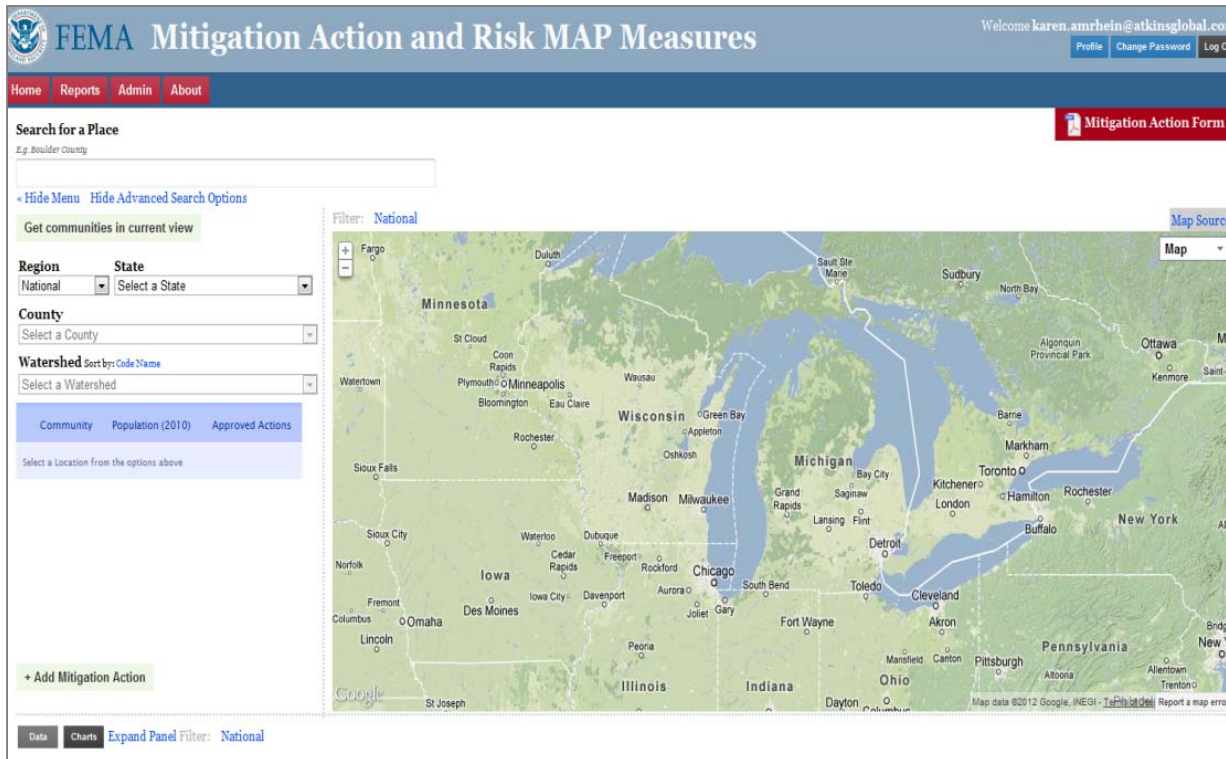 FEMA Mitigation Action and Risk MAP Measures
Welcome karen.amrhein@atkinsglobal.co
Profile Change Password Log
Home Reports Admin About
Mitigation Action Form
Search for a Place
E.g. Boulder County
« Hide Menu Hide Advanced Search Options
Get communities in current view
Filter: National
Map Sourc
Region State
National Select a State
County
Select a County
Watershed Sort by: Code Name
Select a Watershed
Community Population (2010) Approved Actions
Select a Location from the options above
+ Add Mitigation Action
+
−
Map
Fargo
Duluth
Sault Ste
Marie
Sudbury
North Bay
Minnesota
St Cloud
Coon
Rapids
Algonquin
Provincial Park
Ottawa
Kenmore
Saint-
Watertown
Plymouth Minneapolis
Wausau
Bloomington Eau Claire
Wisconsin
Green Bay
Appleton
Oshkosh
Rochester
Barrie
Markham
Toronto
Sioux Falls
Michigan
Bay City
Kitchener
Hamilton
Rochester
Madison Milwaukee
Grand
Rapids
Saginaw
London
Lansing Flint
New York
Buffalo
Sioux City
Waterloo
Dubuque
Detroit
Norfolk
Cedar
Rapids
Freeport
Rockford
Chicago
Iowa
Iowa City Davenport
Aurora
South Bend
Toledo
Cleveland
Fremont
Columbus
Omaha
Des Moines
Joliet Gary
Fort Wayne
Akron
Lincoln
Peoria
Mansfield Canton
Pittsburgh
Pennsylvania
Altoona
Allentown
Trenton
Illinois
Indiana
Ohio
St Joseph
Dayton
Columbus
Google
Map data ©2012 Google, INEGI - Report a map erro
Data Charts Expand Panel Filter: National